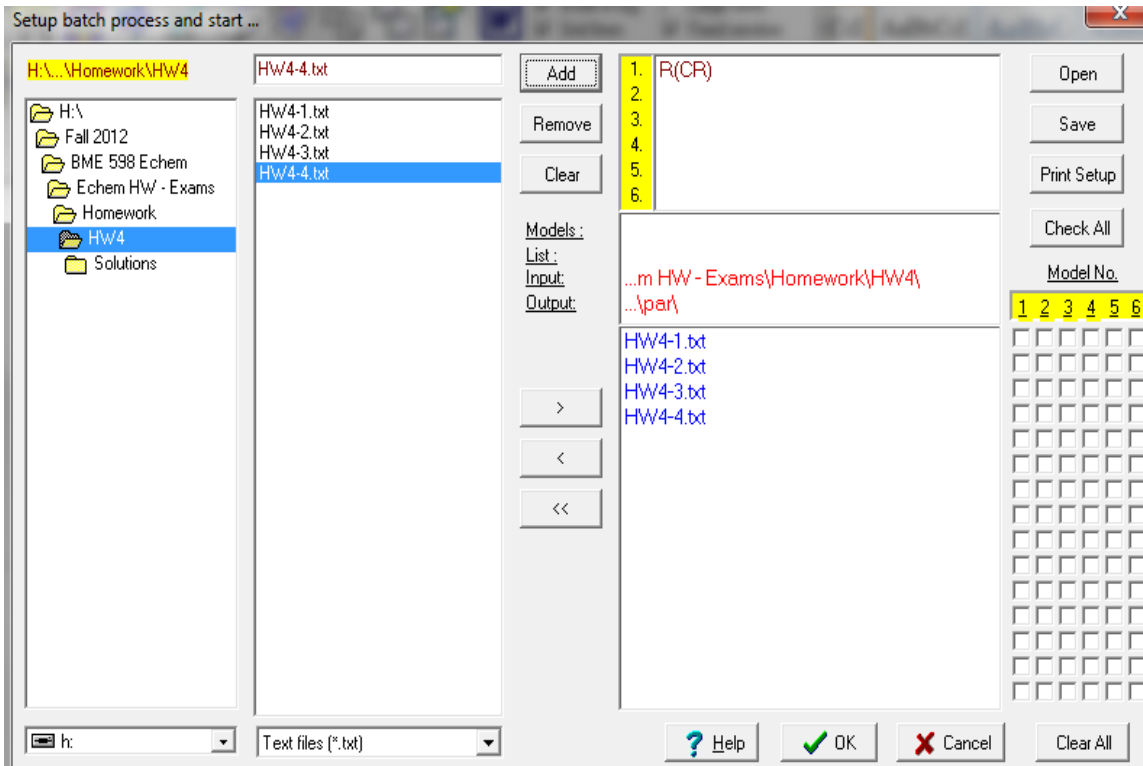 Setup batch process and start ...
H:\...\Homework\HW4
HW4-4.txt
H:\
Fall 2012
BME 598 Echem
Echem HW - Exams
Homework
HW4
Solutions
h:
HW4-1.txt
HW4-2.txt
HW4-3.txt
HW4-4.txt
Text files (*.txt)
Add
Remove
Clear
Models :
List :
Input:
Output:
>
<
<<
1. R(CR)
2.
3.
4.
5.
6.
...m HW - Exams\Homework\HW4\
...\par\
HW4-1.txt
HW4-2.txt
HW4-3.txt
HW4-4.txt
Open
Save
Print Setup
Check All
Model No.
1 2 3 4 5 6
? Help
OK
X Cancel
Clear All